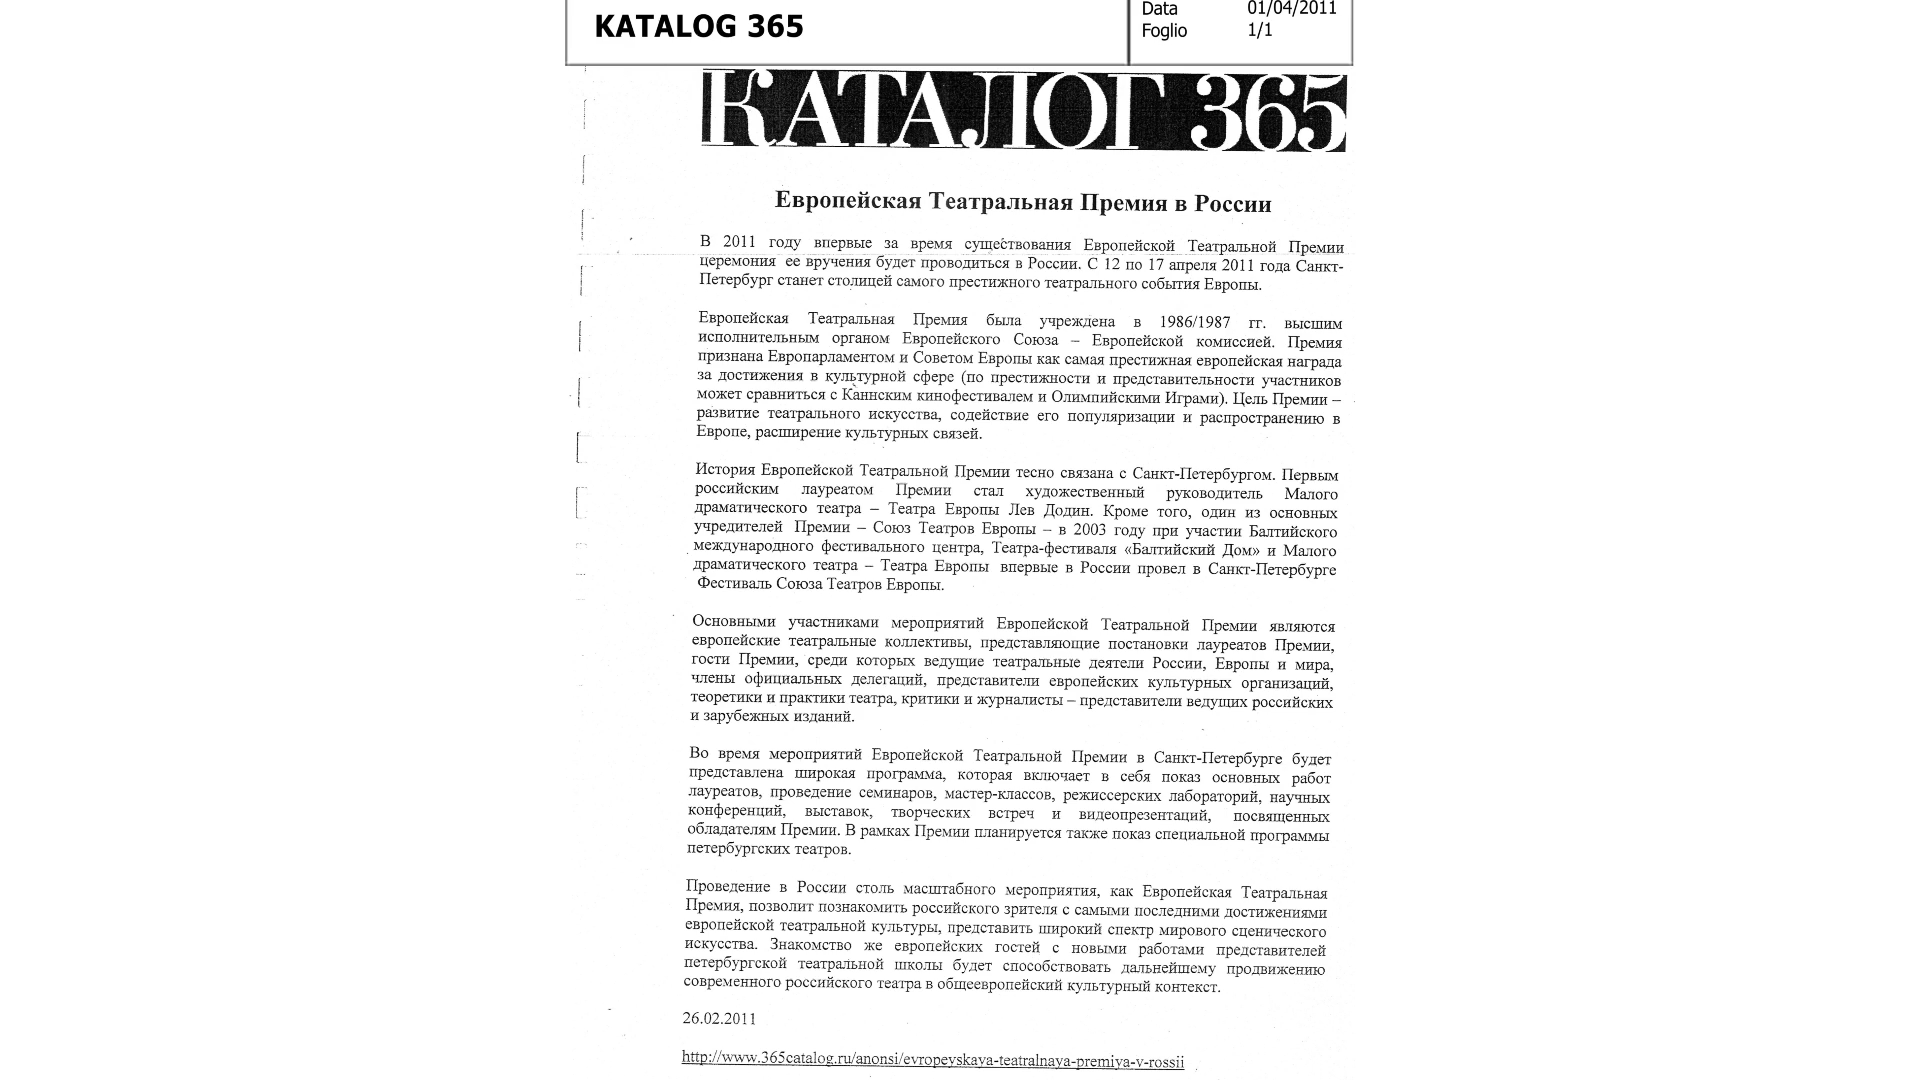 KATALOG 365
Data 01/04/2011
Foglio 1/1
КАТАЛОГ 365
Европейская Театральная Премия в России
В 2011 году впервые за время существования Европейской Театральной Премии
церемония ее вручения будет проводиться в России. С 12 по 17 апреля 2011 года Санкт-
Петербург станет столицей самого престижного театрального события Европы.
Европейская Театральная Премия была учреждена в 1986/1987 гг. высшим
исполнительным органом Европейского Союза – Европейской комиссией. Премия
признана Европарламентом и Советом Европы как самая престижная европейская награда
за достижения в культурной сфере (по престижности и представительности участников
может сравниться с Каннским кинофестивалем и Олимпийскими Играми). Цель Премии –
развитие театрального искусства, содействие его популяризации и распространению в
Европе, расширение культурных связей.
История Европейской Театральной Премии тесно связана с Санкт-Петербургом. Первым
российским лауреатом Премии стал художественный руководитель Малого
драматического театра – Театра Европы Лев Додин. Кроме того, один из основных
учредителей Премии – Союз Театров Европы – в 2003 году при участии Балтийского
международного фестивального центра, Театра-фестиваля «Балтийский Дом» и Малого
драматического театра – Театра Европы впервые в России провел в Санкт-Петербурге
Фестиваль Союза Театров Европы.
Основными участниками мероприятий Европейской Театральной Премии являются
европейские театральные коллективы, представляющие постановки лауреатов Премии,
гости Премии, среди которых ведущие театральные деятели России, Европы и мира,
члены официальных делегаций, представители европейских культурных организаций,
теоретики и практики театра, критики и журналисты – представители ведущих российских
и зарубежных изданий.
Во время мероприятий Европейской Театральной Премии в Санкт-Петербурге будет
представлена широкая программа, которая включает в себя показ основных работ
лауреатов, проведение семинаров, мастер-классов, режиссерских лабораторий, научных
конференций, выставок, творческих встреч и видеопрезентаций, посвященных
обладателям Премии. В рамках Премии планируется также показ специальной программы
петербургских театров.
Проведение в России столь масштабного мероприятия, как Европейская Театральная
Премия, позволит познакомить российского зрителя с самыми последними достижениями
европейской театральной культуры, представить широкий спектр мирового сценического
искусства. Знакомство же европейских гостей с новыми работами представителей
петербургской театральной школы будет способствовать дальнейшему продвижению
современного российского театра в общеевропейский культурный контекст.
26.02.2011
http://www.365catalog.ru/anonsi/evropeyskaya-teatralnaya-premiya-v-rossii